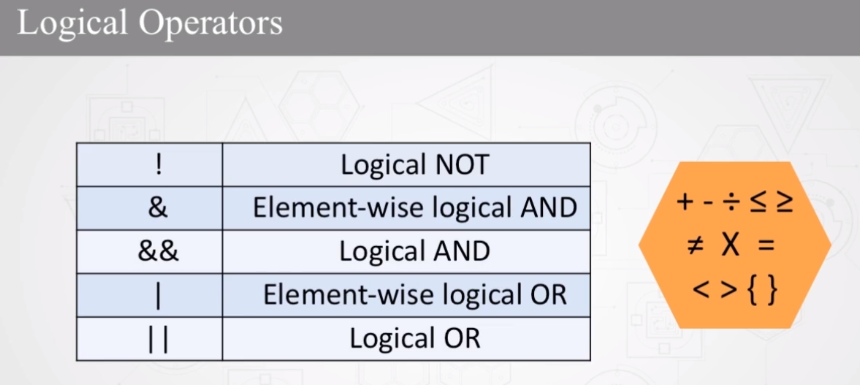 Logical Operators
! Logical NOT
& Element-wise logical AND
&& Logical AND
| Element-wise logical OR
|| Logical OR
+ - ÷ ≤ ≥
≠ X =
< > { }